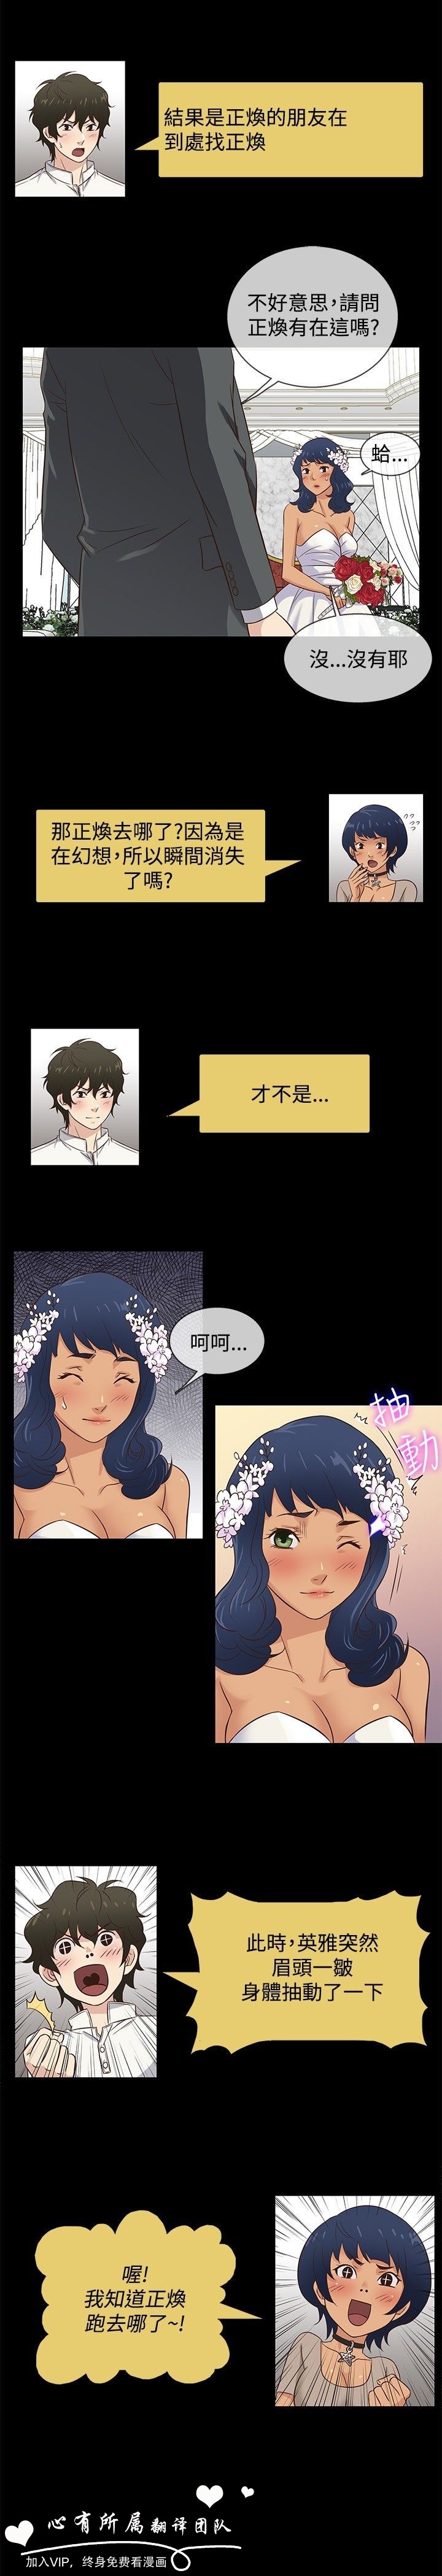 結果是正煥的朋友在
到處找正煥
不好意思,請問
正煥有在這嗎?
蛤...
沒...沒有耶
那正煥去哪了?因為是
在幻想,所以瞬間消失
了嗎?
才不是...
呵呵...
抽
動
此時,英雅突然
眉頭一皺
身體抽動了一下
喔!
我知道正煥
跑去哪了~!
心有所属翻译团队
加入VIP，终身免费看漫画